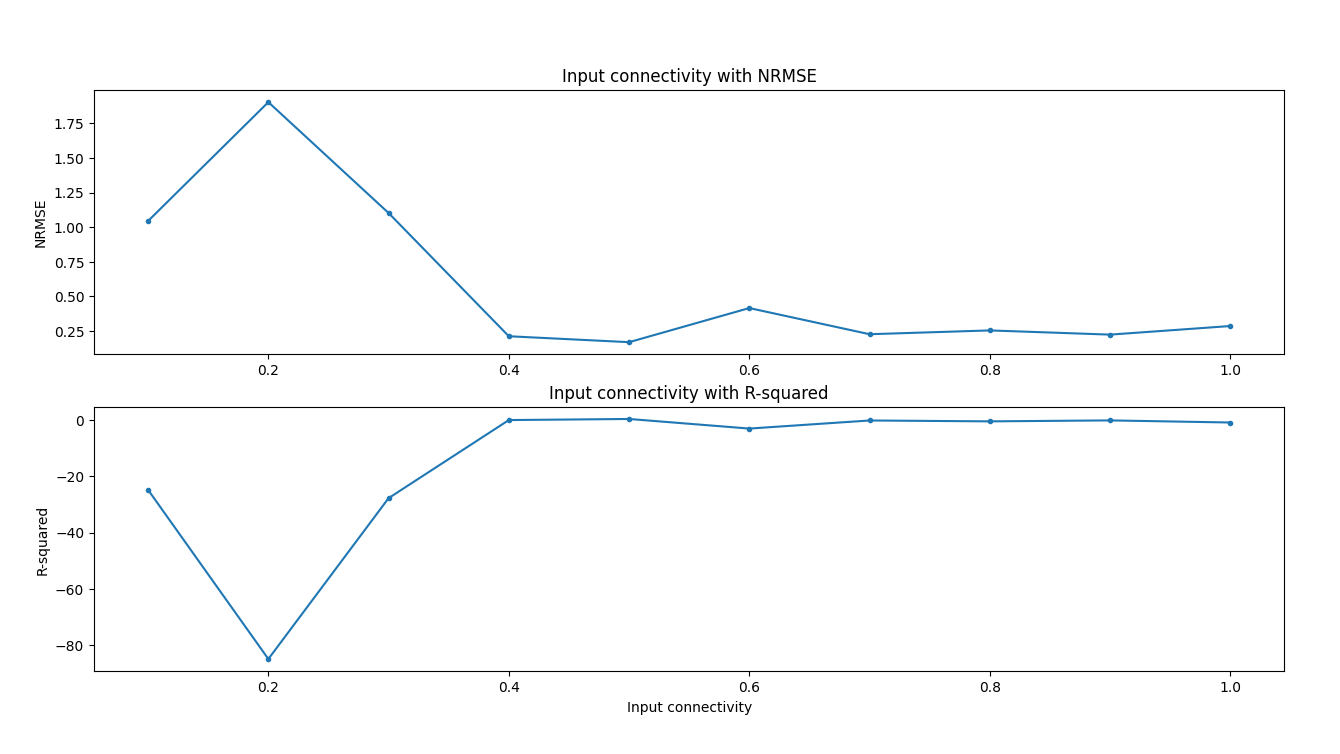 Input connectivity with NRMSE
NRMSE
1.75
1.50
1.25
1.00
0.75
0.50
0.25
0.2 0.4 0.6 0.8 1.0
Input connectivity with R-squared
R-squared
0
−20
−40
−60
−80
0.2 0.4 0.6 0.8 1.0
Input connectivity